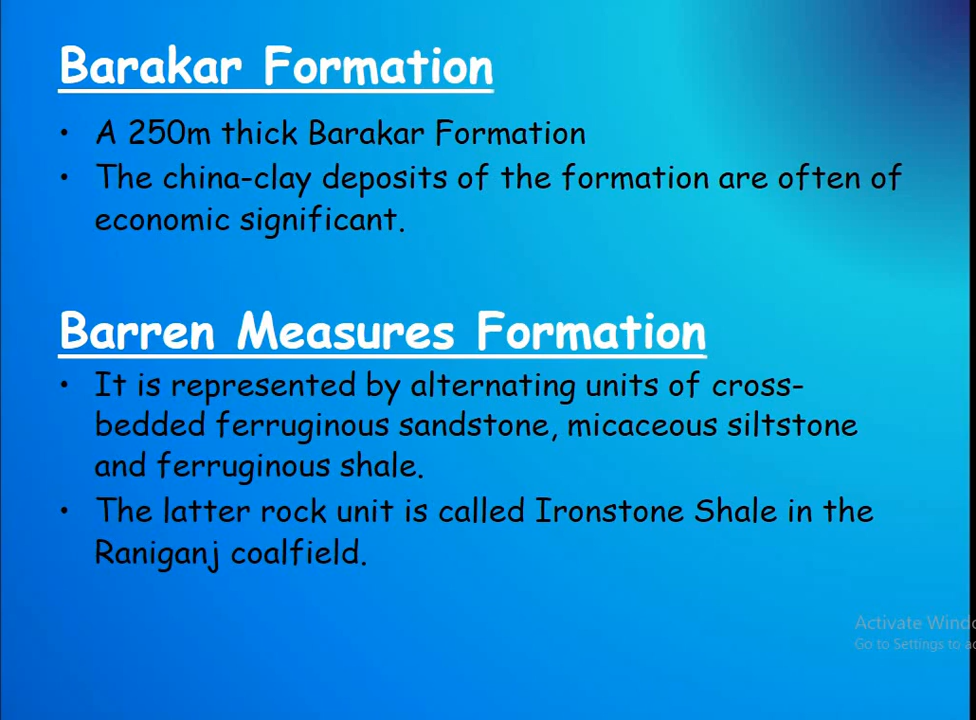 Barakar Formation
• A 250m thick Barakar Formation
• The china-clay deposits of the formation are often of
economic significant.
Barren Measures Formation
• It is represented by alternating units of cross-
bedded ferruginous sandstone, micaceous siltstone
and ferruginous shale.
• The latter rock unit is called Ironstone Shale in the
Raniganj coalfield.
Activate Windo
Go to Settings to ac